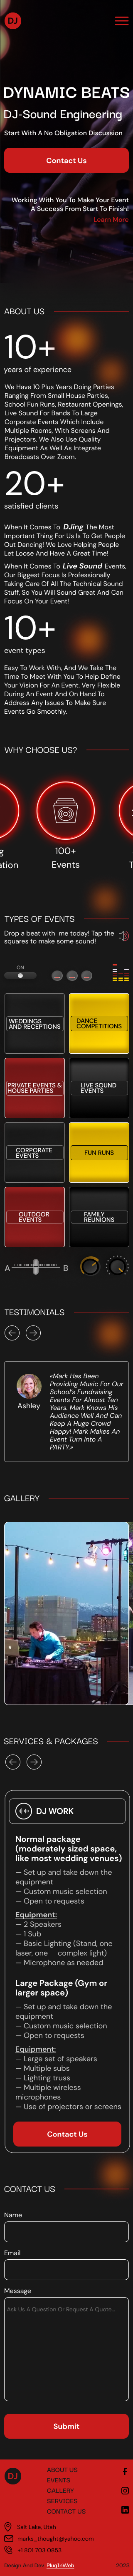 DJ
DYNAMIC BEATS
DJ-Sound Engineering
Start With A No Obligation Discussion
Contact Us
Working With You To Make Your Event
A Success From Start To Finish!
Learn More
ABOUT US
10+
years of experience
We Have 10 Plus Years Doing Parties
Ranging From Small House Parties,
School Fun Runs, Restaurant Openings,
Live Sound For Bands To Large
Corporate Events Which Include
Multiple Rooms, With Screens And
Projectors. We Also Use Quality
Equipment As Well As Integrate
Broadcasts Over Zoom.
20+
satisfied clients
When It Comes To DJing The Most
Important Thing For Us Is To Get People
Out Dancing! We Love Helping People
Let Loose And Have A Great Time!
When It Comes To Live Sound Events,
Our Biggest Focus Is Professionally
Taking Care Of All The Technical Sound
Stuff, So You Will Sound Great And Can
Focus On Your Event!
10+
event types
Easy To Work With, And We Take The
Time To Meet With You To Help Define
Your Vision For An Event. Very Flexible
During An Event And On Hand To
Address Any Issues To Make Sure
Events Go Smoothly.
WHY CHOOSE US?
100+
Events
TYPES OF EVENTS
Drop a beat with me today! Tap the
squares to make some sound!
ON
WEDDINGS
AND RECEPTIONS
DANCE
COMPETITIONS
PRIVATE EVENTS &
HOUSE PARTIES
LIVE SOUND
EVENTS
CORPORATE
EVENTS
FUN RUNS
OUTDOOR
EVENTS
FAMILY
REUNIONS
A B
TESTIMONIALS
Ashley
«Mark Has Been
Providing Music For Our
School's Fundraising
Events For Almost Ten
Years. Mark Knows His
Audience Well And Can
Keep A Huge Crowd
Happy! Mark Makes An
Event Turn Into A
PARTY.»
GALLERY
SERVICES & PACKAGES
DJ WORK
Normal package
(moderately sized space,
like most wedding venues)
— Set up and take down the
equipment
— Custom music selection
— Open to requests
Equipment:
— 2 Speakers
— 1 Sub
— Basic Lighting (Stand, one
laser, one complex light)
— Microphone as needed
Large Package (Gym or
larger space)
— Set up and take down the
equipment
— Custom music selection
— Open to requests
Equipment:
— Large set of speakers
— Multiple subs
— Lighting truss
— Multiple wireless
microphones
— Use of projectors or screens
Contact Us
CONTACT US
Name
Email
Message
Ask Us A Question Or Request A Quote...
Submit
DJ
ABOUT US
EVENTS
GALLERY
SERVICES
CONTACT US
Salt Lake, Utah
marks_thought@yahoo.com
+1 801 703 0853
Design And Dev: PlugInWeb
2023